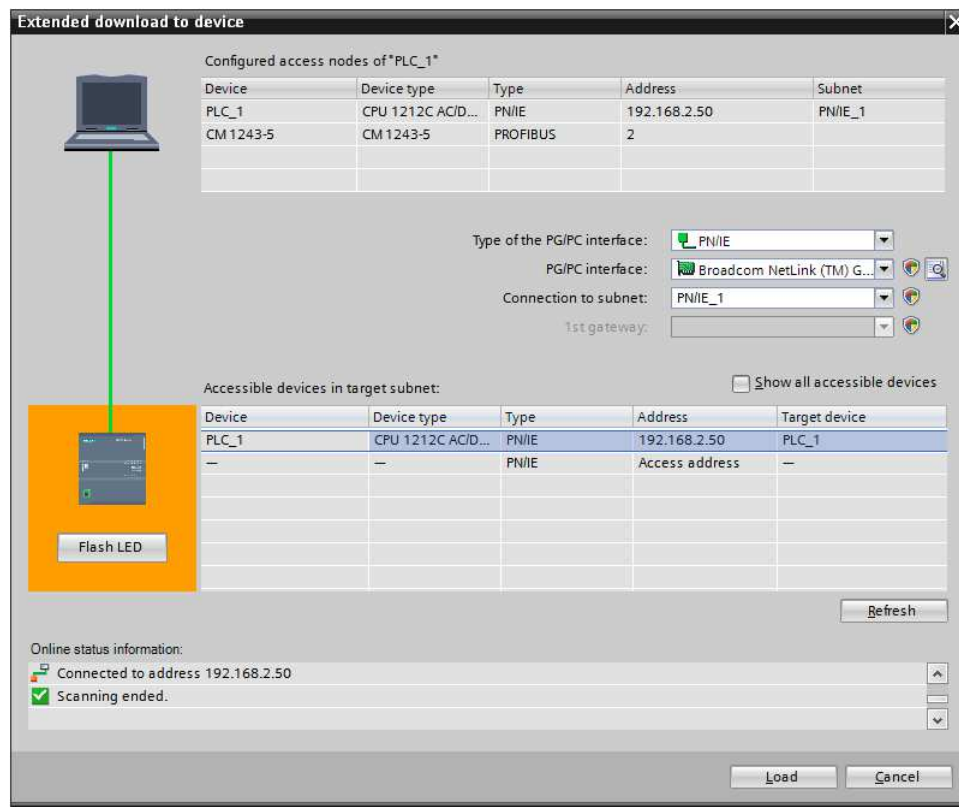 Extended download to device
Configured access nodes of "PLC_1"
Device Device type Type Address Subnet
PLC_1 CPU 1212C AC/D... PN/IE 192.168.2.50 PN/IE_1
CM 1243-5 CM 1243-5 PROFIBUS 2
Type of the PG/PC interface: PN/IE
PG/PC interface: Broadcom NetLink (TM) G...
Connection to subnet: PN/IE_1
1st gateway:
Accessible devices in target subnet: Show all accessible devices
Device Device type Type Address Target device
PLC_1 CPU 1212C AC/D... PN/IE 192.168.2.50 PLC_1
— — PN/IE Access address —
Flash LED
Refresh
Online status information:
Connected to address 192.168.2.50
Scanning ended.
Load Cancel